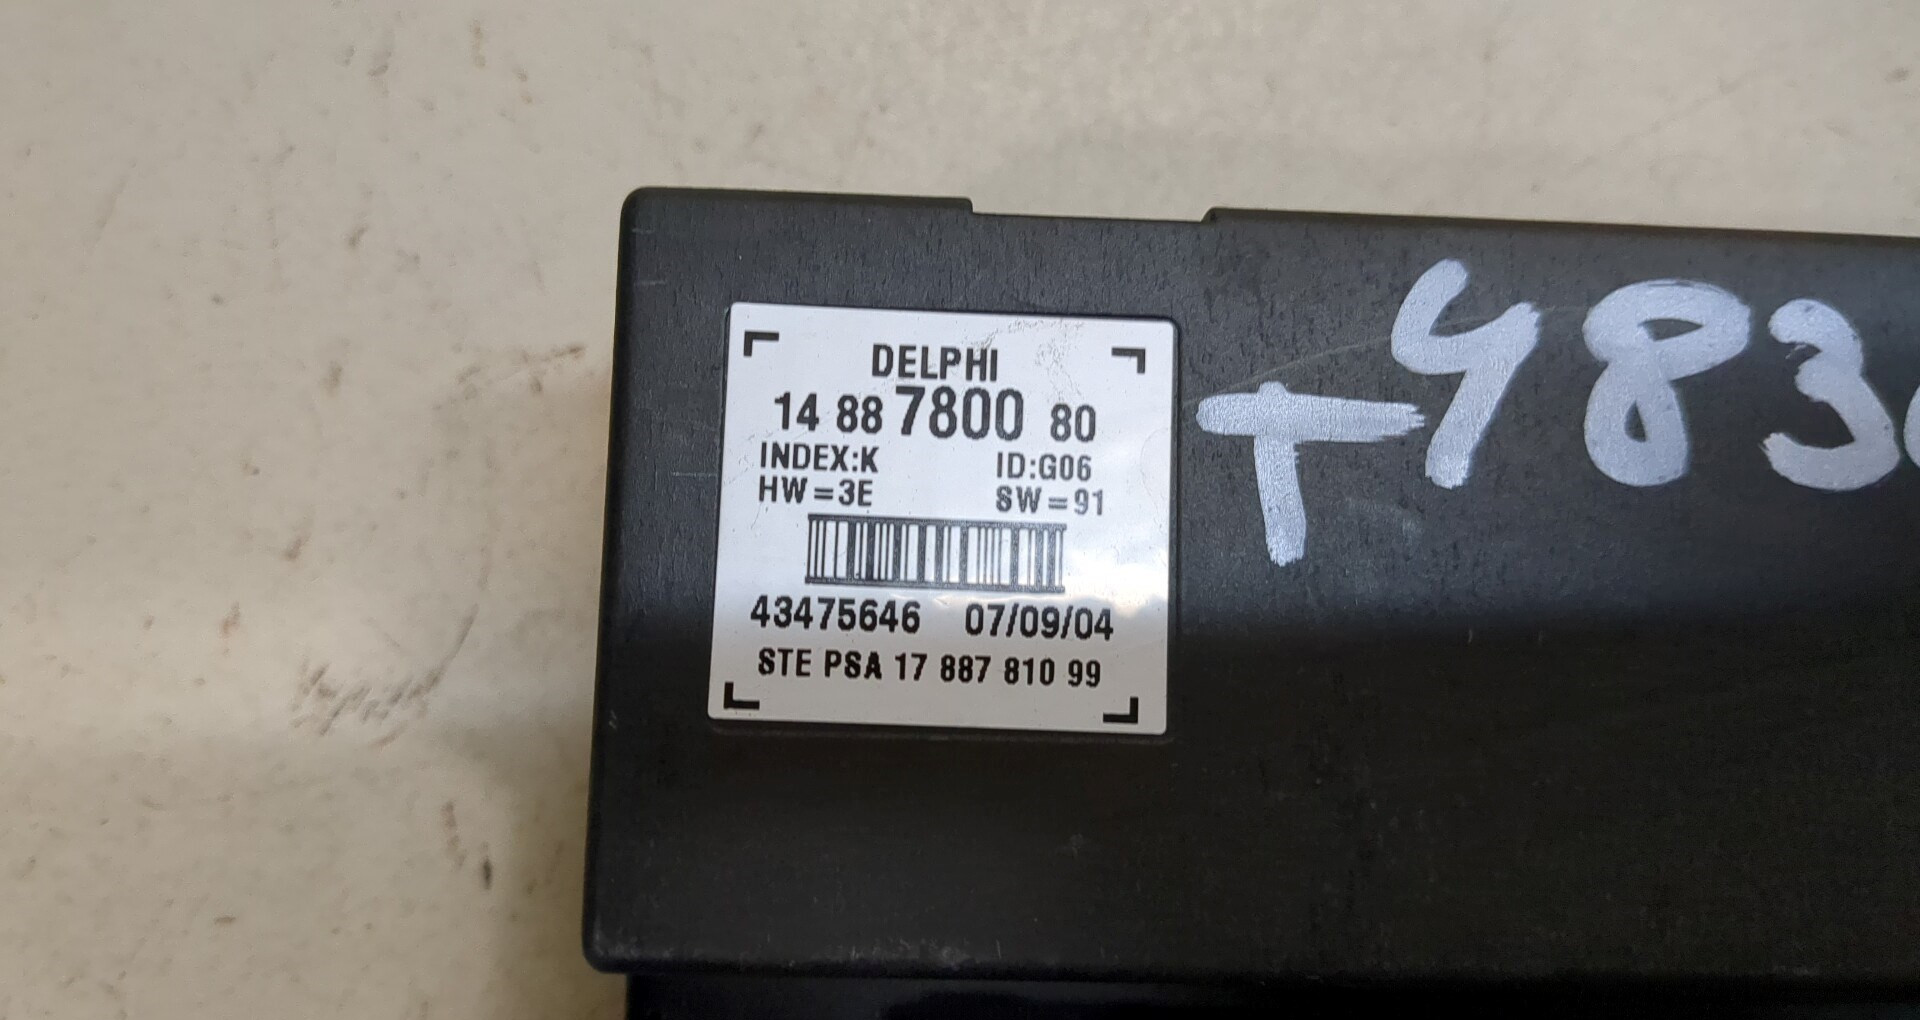 DELPHI
14 88 7800 80
INDEX:K ID:G06
HW=3E SW=91
43475646 07/09/04
STE PSA 17 887 810 99
T483